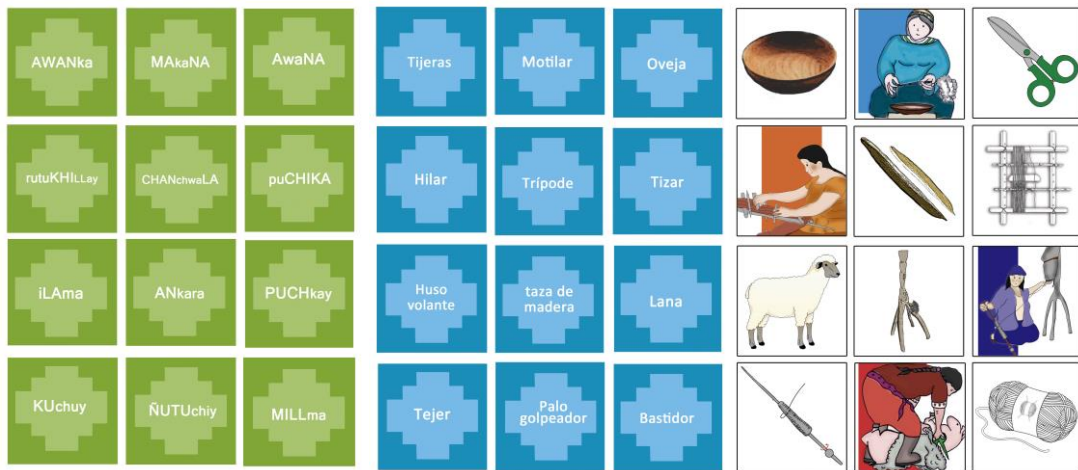 AWANka
MAkaNA
AwaNA
Tijeras
Motilar
Oveja
rutuKHILLay
CHANchwaLA
puCHIKA
Hilar
Trípode
Tizar
iLAma
ANkara
PUCHkay
Huso
volante
taza de
madera
Lana
KUchuy
ÑUTUchiy
MILLma
Tejer
Palo
golpeador
Bastidor